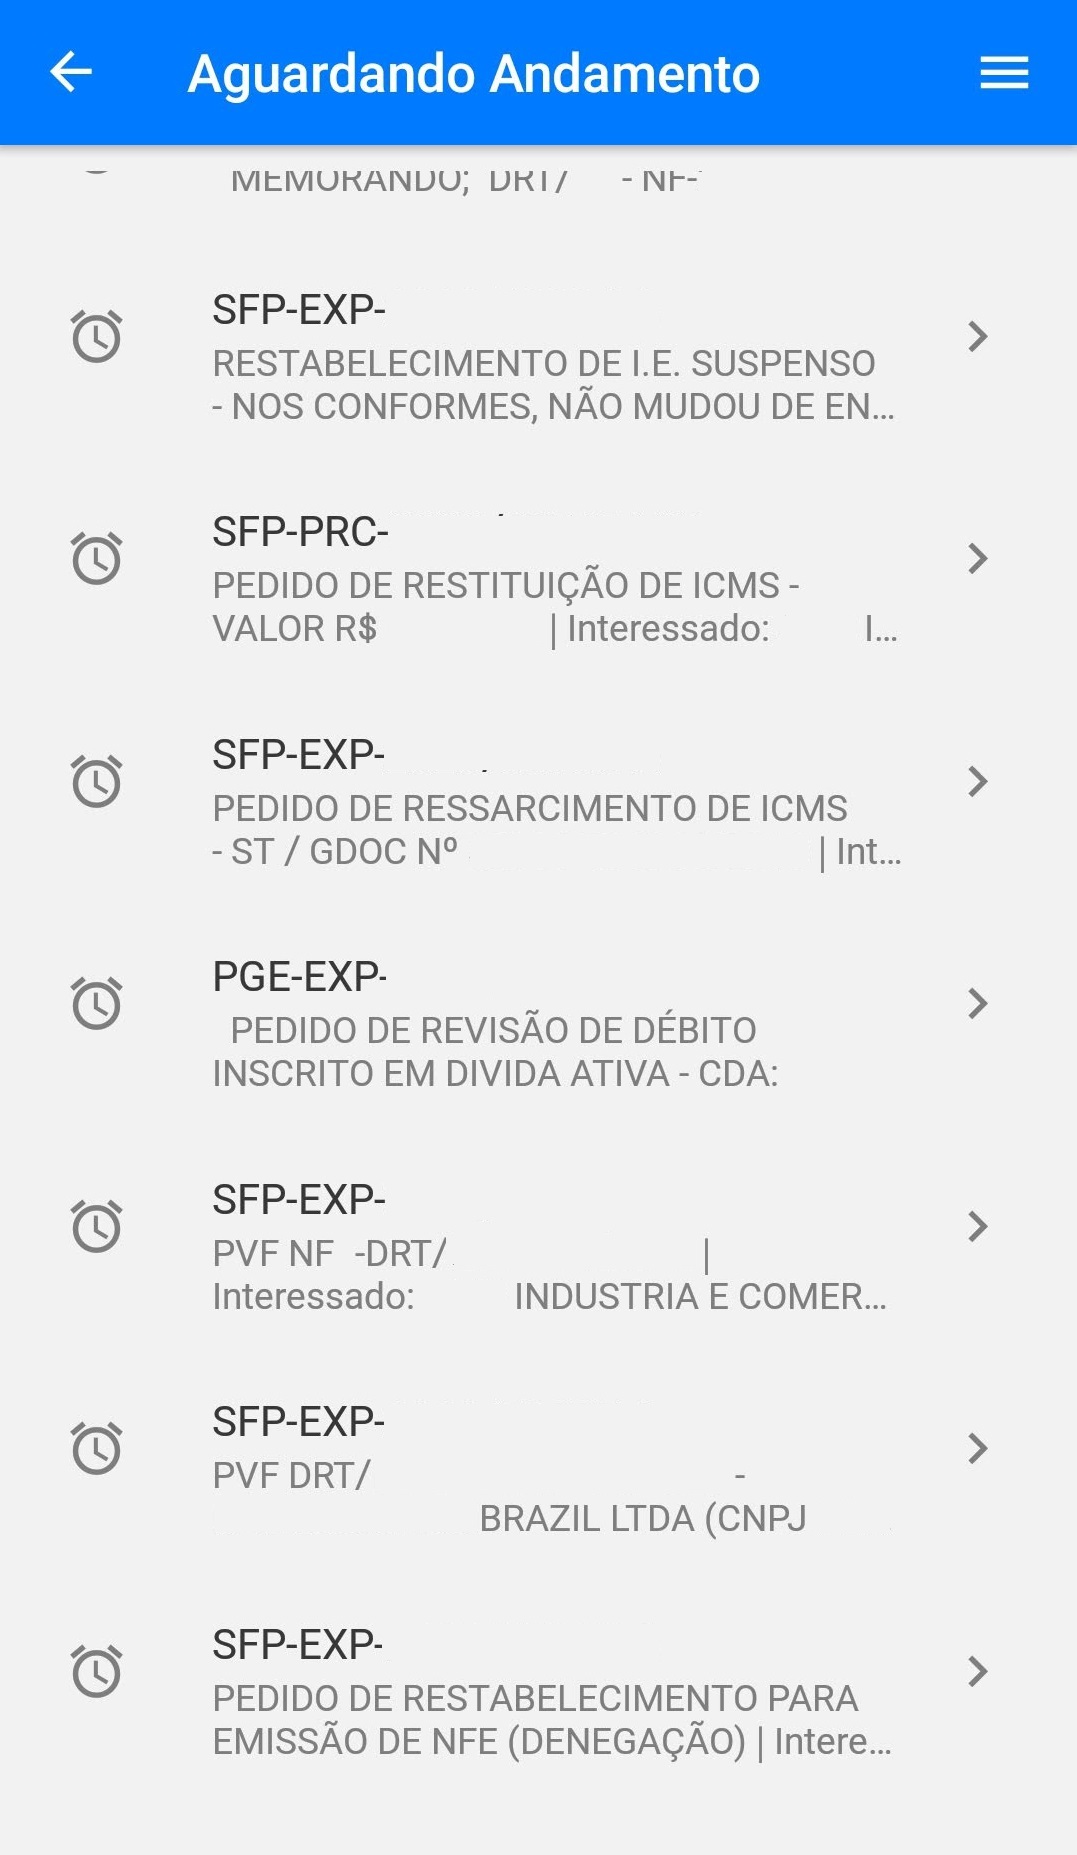 Aguardando Andamento
MEMORANDO; DRT/ - NF-
SFP-EXP-
RESTABELECIMENTO DE I.E. SUSPENSO
- NOS CONFORMES, NÃO MUDOU DE EN...
SFP-PRC-
PEDIDO DE RESTITUIÇÃO DE ICMS -
VALOR R$ | Interessado: I...
SFP-EXP-
PEDIDO DE RESSARCIMENTO DE ICMS
- ST / GDOC Nº | Int...
PGE-EXP-
PEDIDO DE REVISÃO DE DÉBITO
INSCRITO EM DIVIDA ATIVA - CDA:
SFP-EXP-
PVF NF -DRT/ |
Interessado: INDUSTRIA E COMER...
SFP-EXP-
PVF DRT/ -
BRAZIL LTDA (CNPJ
SFP-EXP-
PEDIDO DE RESTABELECIMENTO PARA
EMISSÃO DE NFE (DENEGAÇÃO) | Intere...